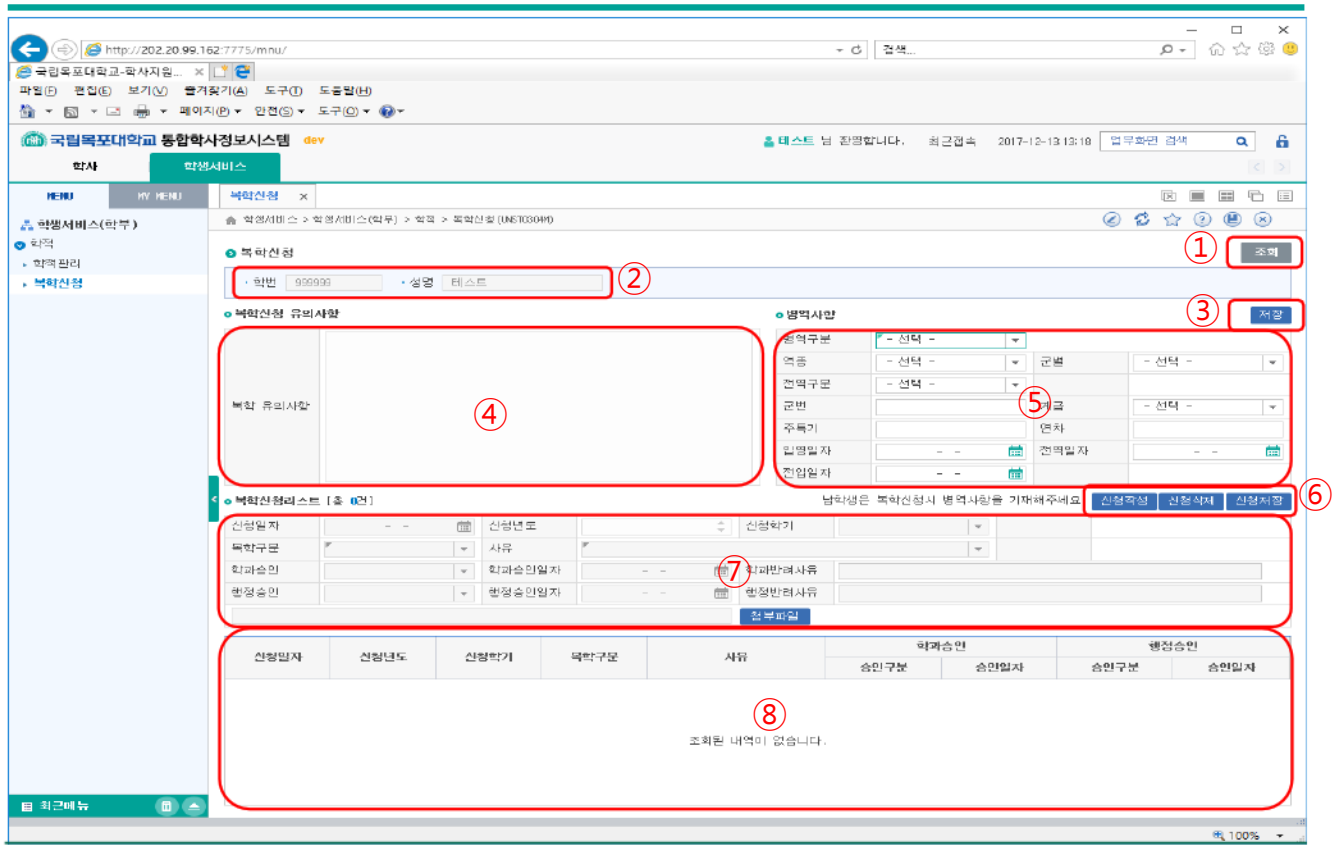 http://202.20.99.162:7775/mnu/
검색...
국립목포대학교-학사지원...
파일(F) 편집(E) 보기(V) 즐겨찾기(A) 도구(T) 도움말(H)
페이지(P) 안전(S) 도구(O)
국립목포대학교 통합학사정보시스템 dev
테스트 님 환영합니다. 최근접속 2017-12-13 13:18 업무화면 검색
학사 학생서비스
MENU MY MENU 복학신청
학생서비스 > 학생서비스(학부) > 학적 > 복학신청(UNST0304M)
학생서비스(학부)
학적
학적관리
복학신청
복학신청
① 조회
학번 999999 성명 테스트 ②
복학신청 유의사항
병역사항
③ 저장
복학 유의사항
④
병역구분 - 선택 -
역종 - 선택 - 군별 - 선택 -
전역구분 - 선택 -
군번 ⑤ 계급 - 선택 -
주특기 연차
입영일자 - - 전역일자 - -
전입일자 - -
복학신청리스트 [총 0건]
남학생은 복학신청시 병역사항을 기재해주세요 신청작성 신청삭제 신청저장 ⑥
신청일자 - - 신청년도 신청학기
복학구분 사유
학과승인 학과승인일자 - - ⑦ 학과반려사유
행정승인 행정승인일자 - - 행정반려사유
첨부파일
신청일자 신청년도 신청학기 복학구분 사유 학과승인 행정승인
승인구분 승인일자 승인구분 승인일자
⑧
조회된 내역이 없습니다.
최근메뉴
100%